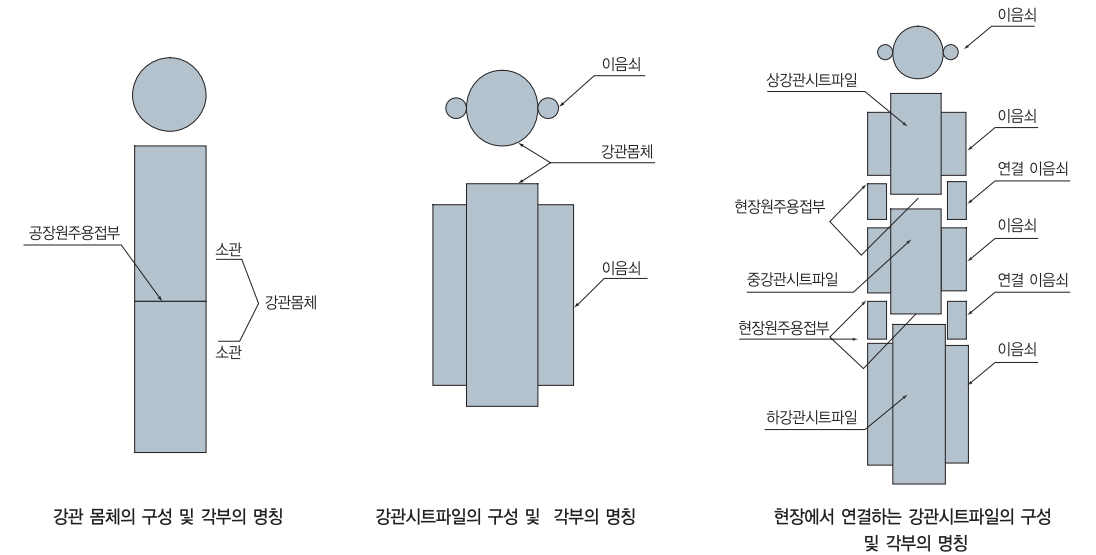 공장원주용접부
소관
강관몸체
소관
강관 몸체의 구성 및 각부의 명칭
이음쇠
강관몸체
이음쇠
강관시트파일의 구성 및 각부의 명칭
이음쇠
상강관시트파일
이음쇠
연결 이음쇠
현장원주용접부
이음쇠
중강관시트파일
연결 이음쇠
현장원주용접부
이음쇠
하강관시트파일
현장에서 연결하는 강관시트파일의 구성
및 각부의 명칭